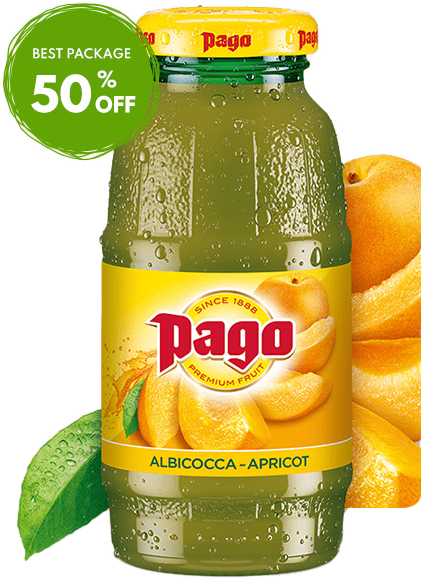 BEST PACKAGE
50%
OFF
Pago
Pago
SINCE 1888
Pago
PREMIUM FRUIT
ALBICOCCA ~ APRICOT